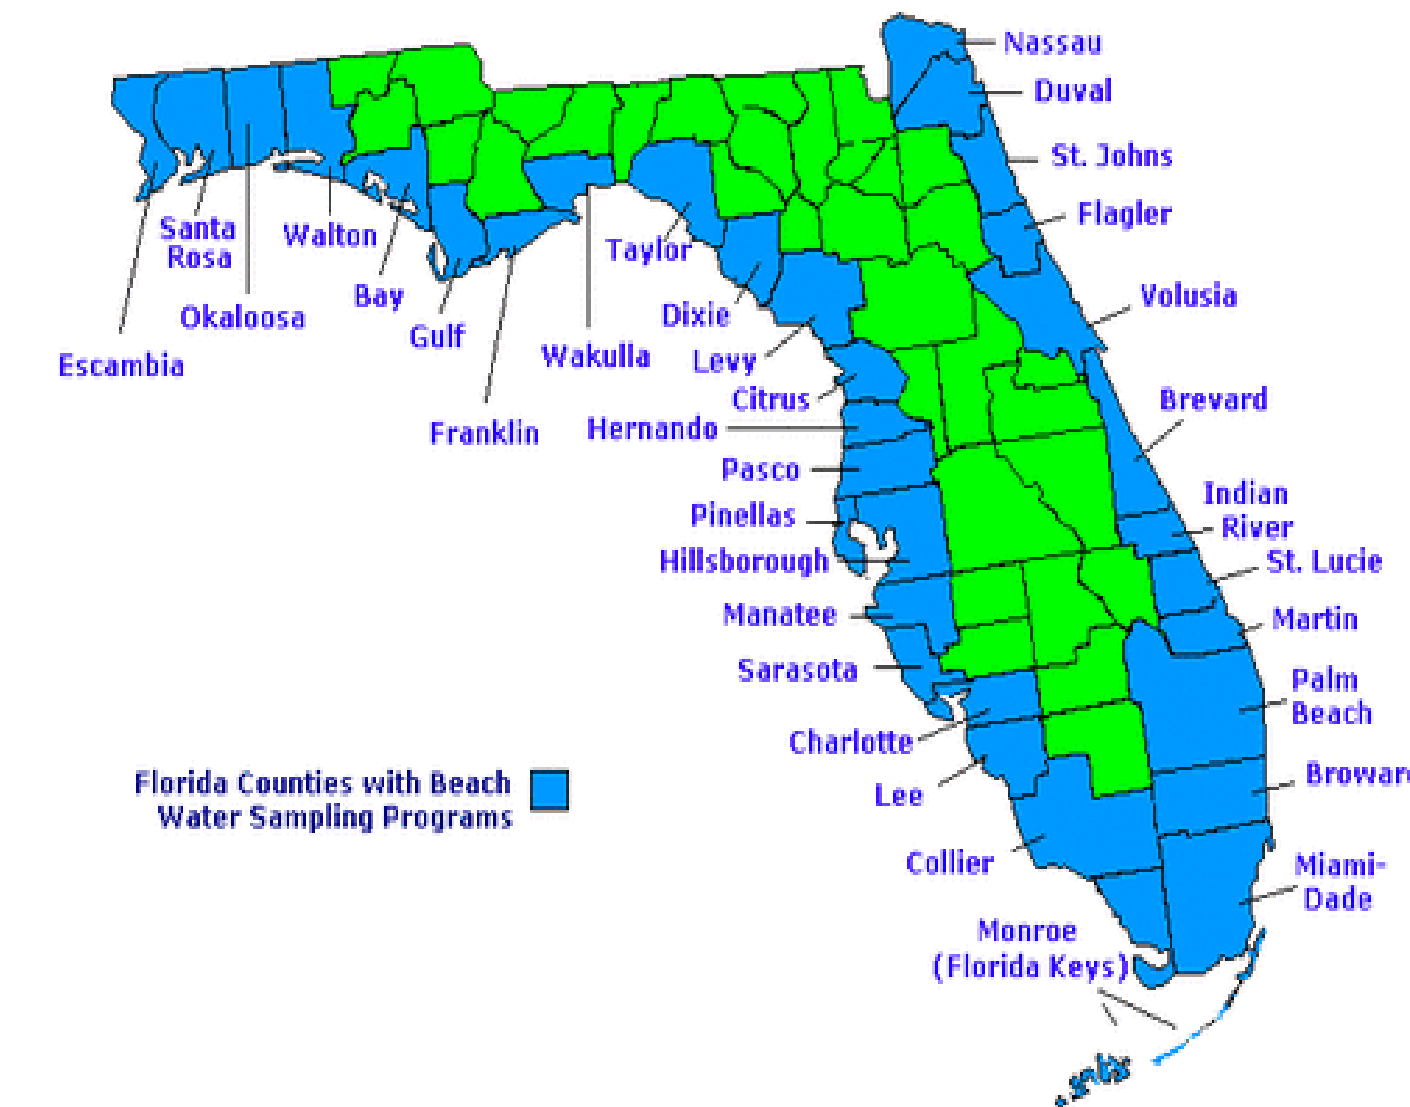 Nassau
Duval
St. Johns
Flagler
Volusia
Brevard
Indian
River
St. Lucie
Martin
Palm
Beach
Browar
Miami-
Dade
Monroe
(Florida Keys)
Collier
Lee
Charlotte
Sarasota
Manatee
Hillsborough
Pinellas
Pasco
Hernando
Citrus
Levy
Dixie
Taylor
Wakulla
Franklin
Gulf
Bay
Walton
Okaloosa
Santa
Rosa
Escambia
Florida Counties with Beach
Water Sampling Programs